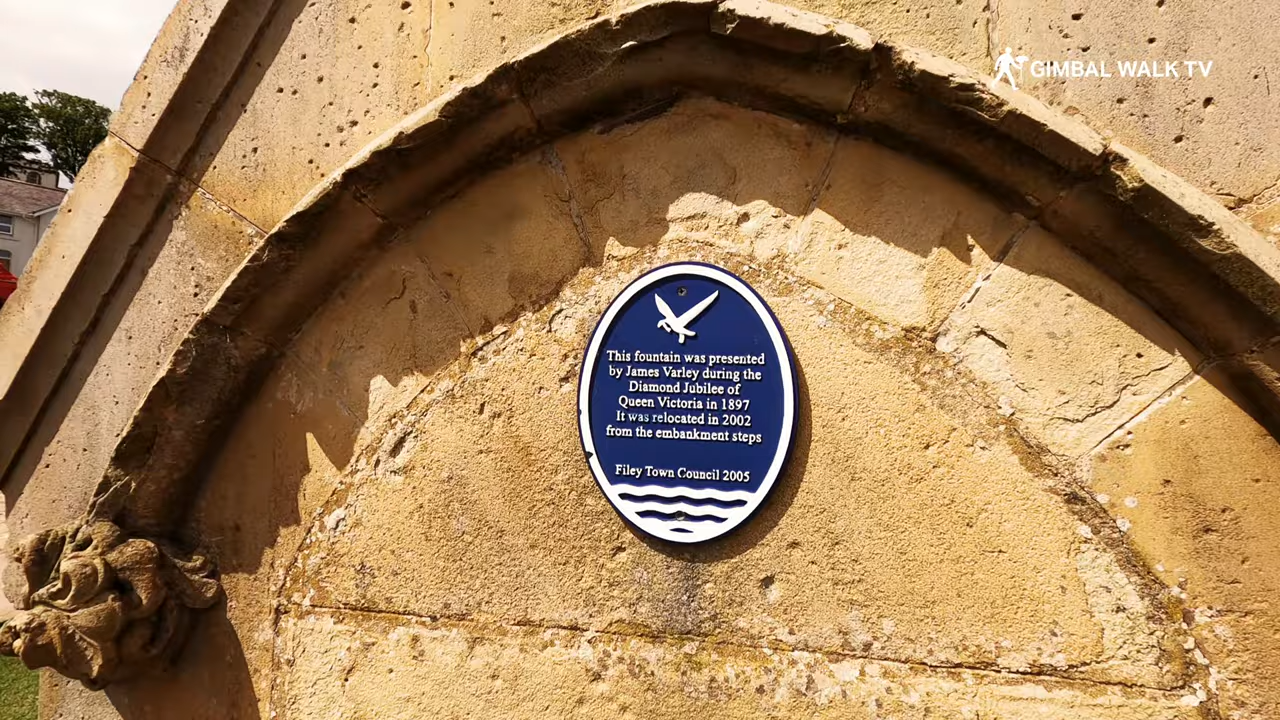 GIMBAL WALK TV
This fountain was presented
by James Varley during the
Diamond Jubilee of
Queen Victoria in 1897
It was relocated in 2002
from the embankment steps
Filey Town Council 2005